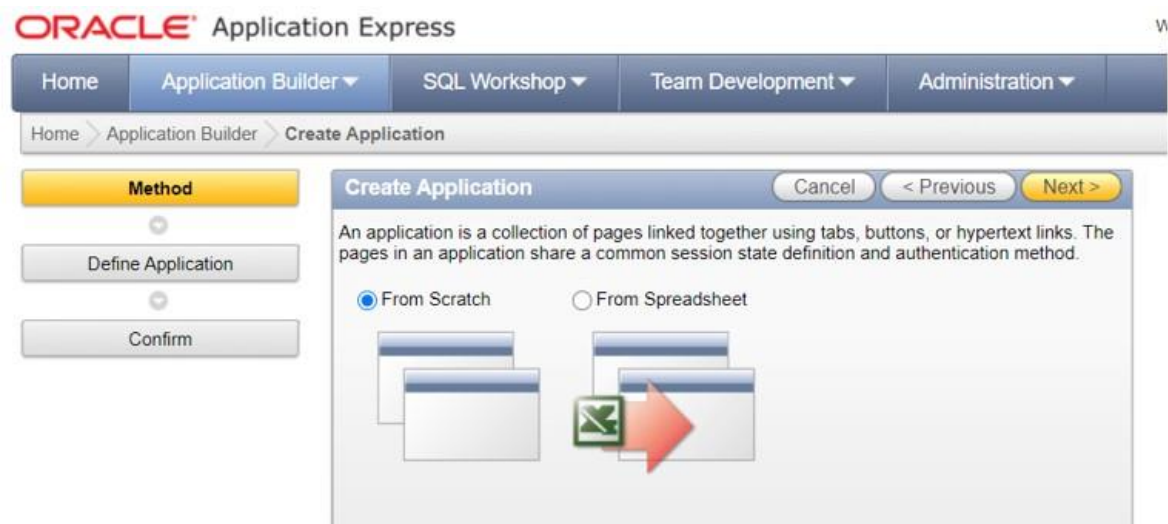 ORACLE® Application Express
Home Application Builder SQL Workshop Team Development Administration
Home Application Builder Create Application
Method
Define Application
Confirm
Create Application Cancel < Previous Next >
An application is a collection of pages linked together using tabs, buttons, or hypertext links. The
pages in an application share a common session state definition and authentication method.
From Scratch From Spreadsheet